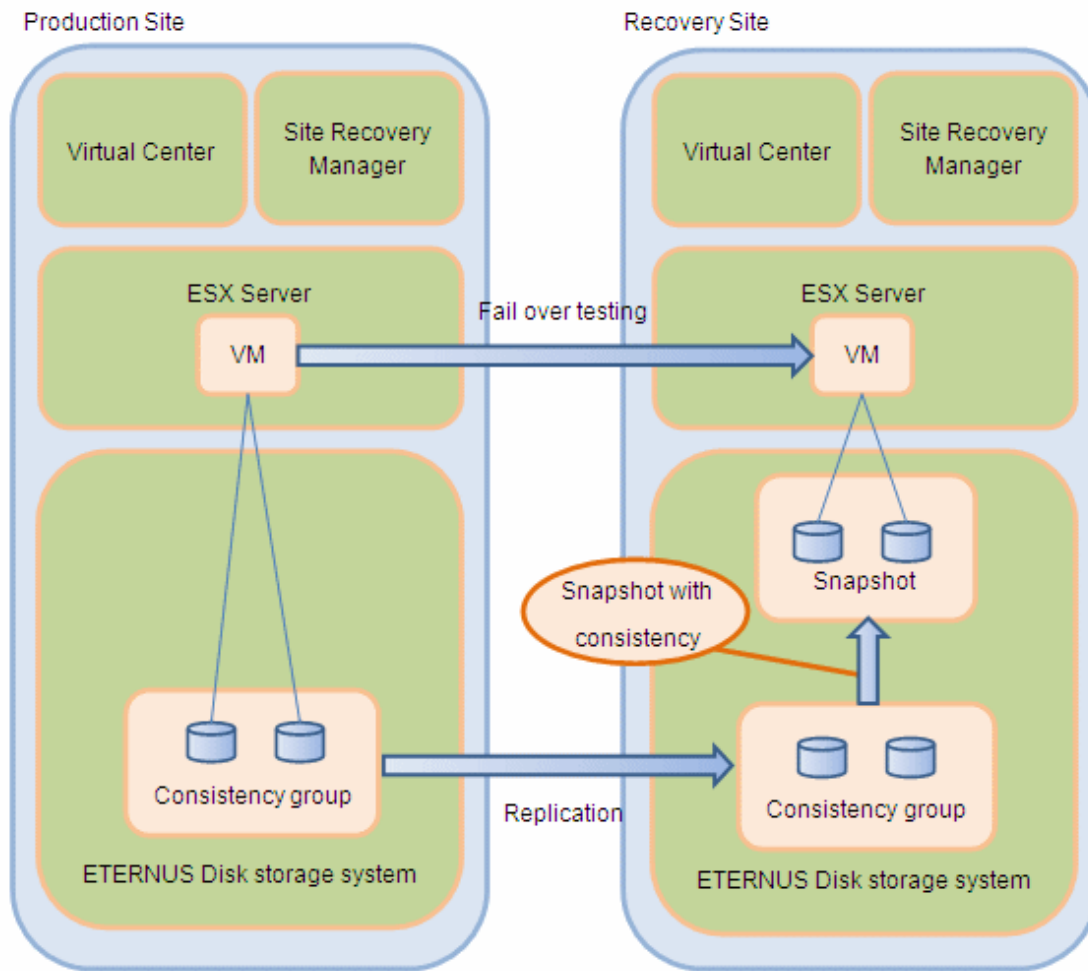 Production Site
Recovery Site
Virtual Center
Site Recovery
Manager
Virtual Center
Site Recovery
Manager
ESX Server
VM
Fail over testing
ESX Server
VM
Snapshot
Snapshot with
consistency
Consistency group
Replication
Consistency group
ETERNUS Disk storage system
ETERNUS Disk storage system